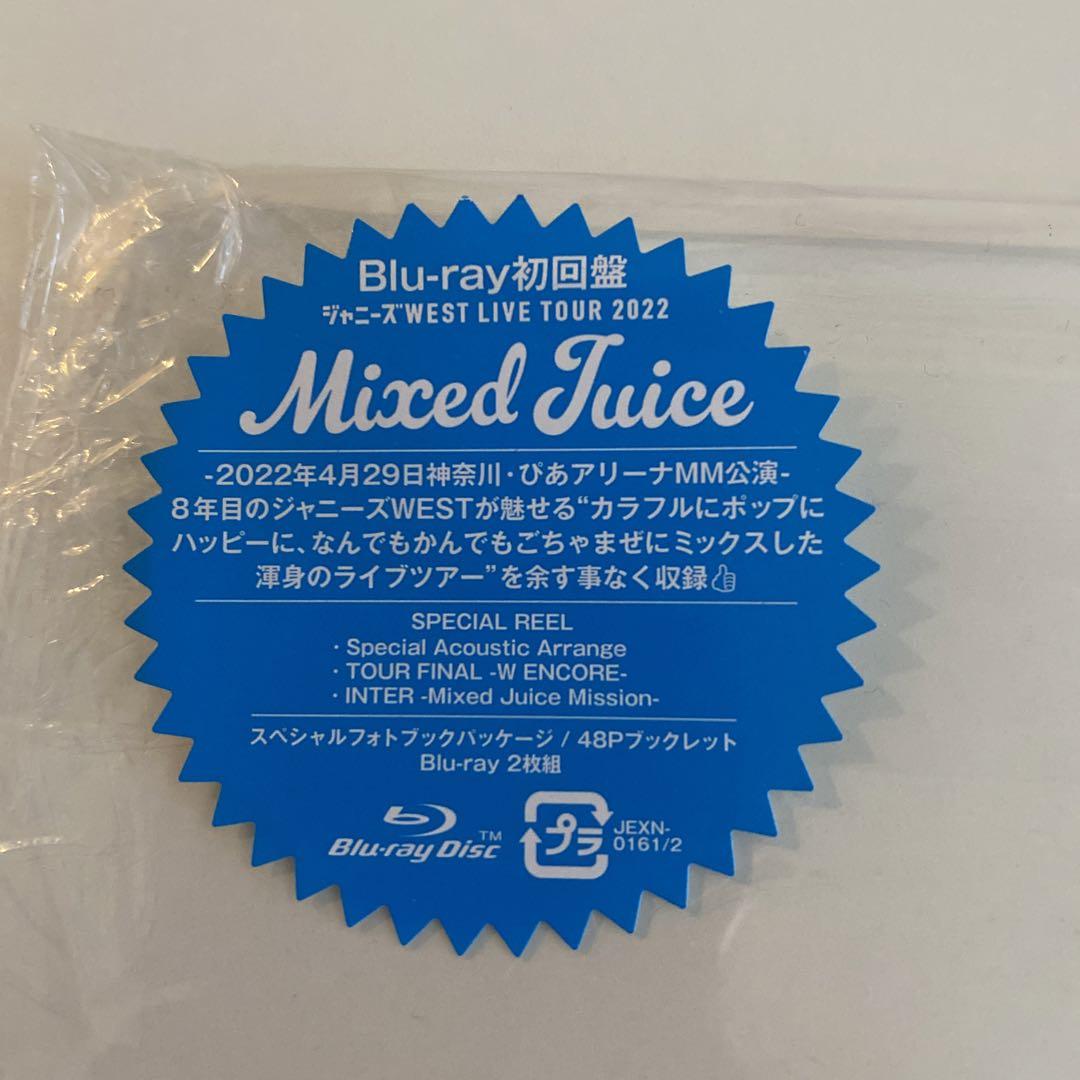 Blu-ray初回盤
ジャニーズWEST LIVE TOUR 2022
Mixed Juice
-2022年4月29日神奈川・ぴあアリーナMM公演-
8年目のジャニーズWESTが魅せる“カラフルにポップに
ハッピーに、なんでもかんでもごちゃまぜにミックスした
渾身のライブツアー”を余す事なく収録👍
SPECIAL REEL
・Special Acoustic Arrange
・TOUR FINAL -W ENCORE-
・INTER -Mixed Juice Mission-
スペシャルフォトブックパッケージ / 48Pブックレット
Blu-ray 2枚組
Blu-ray Disc™
プラ
JEXN-
0161/2